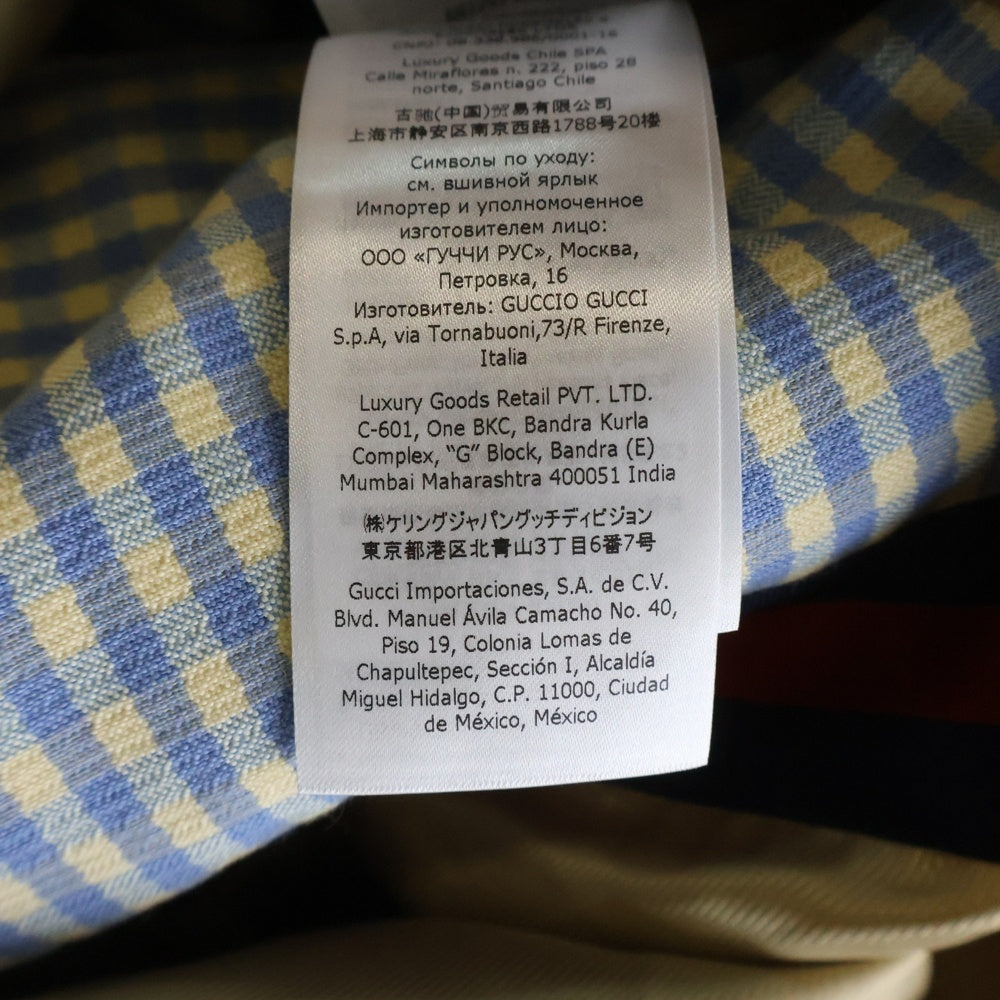 Luxury Goods Chile SPA
Calle Miraflores n. 222, piso 28
norte, Santiago Chile
古驰(中国)贸易有限公司
上海市静安区南京西路1788号20楼
Символы по уходу:
см. вшивной ярлык
Импортер и уполномоченное
изготовителем лицо:
ООО «ГУЧЧИ РУС», Москва,
Петровка, 16
Изготовитель: GUCCIO GUCCI
S.p.A, via Tornabuoni,73/R Firenze,
Italia
Luxury Goods Retail PVT. LTD.
C-601, One BKC, Bandra Kurla
Complex, “G” Block, Bandra (E)
Mumbai Maharashtra 400051 India
㈱ケリングジャパングッチディビジョン
東京都港区北青山3丁目6番7号
Gucci Importaciones, S.A. de C.V.
Blvd. Manuel Ávila Camacho No. 40,
Piso 19, Colonia Lomas de
Chapultepec, Sección I, Alcaldía
Miguel Hidalgo, C.P. 11000, Ciudad
de México, México